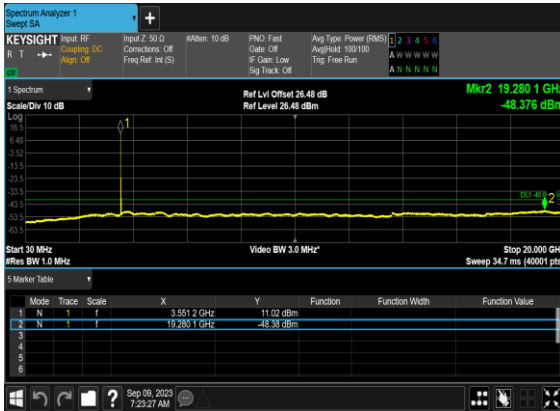 Spectrum Analyzer 1
Swept SA
+
KEYSIGHT Input: RF Input Z: 50 Ω #Atten: 10 dB PNO: Fast Avg Type: Power (RMS) 1 2 3 4 5 6
R T Coupling: DC Corrections: Off Gate: Off Avg|Hold: 100/100 A W W W W W
Align: Off Freq Ref: Int (S) IF Gain: Low Trig: Free Run A N N N N N
LXI Sig Track: Off
1 Spectrum Ref Lvl Offset 26.48 dB Mkr2 19.280 1 GHz
Scale/Div 10 dB Ref Level 26.48 dBm -48.376 dBm
Log
16.5
6.48
-3.52
-13.5
-23.5
-33.5
-43.5
-53.5
-63.5
1
2
Start 30 MHz Video BW 3.0 MHz* Stop 20.000 GHz
#Res BW 1.0 MHz Sweep 34.7 ms (40001 pts)
5 Marker Table
Mode Trace Scale X Y Function Function Width Function Value
1 N 1 f 3.551 2 GHz 11.02 dBm
2 N 1 f 19.280 1 GHz -48.38 dBm
3
4
5
6
? Sep 09, 2023
7:23:27 AM